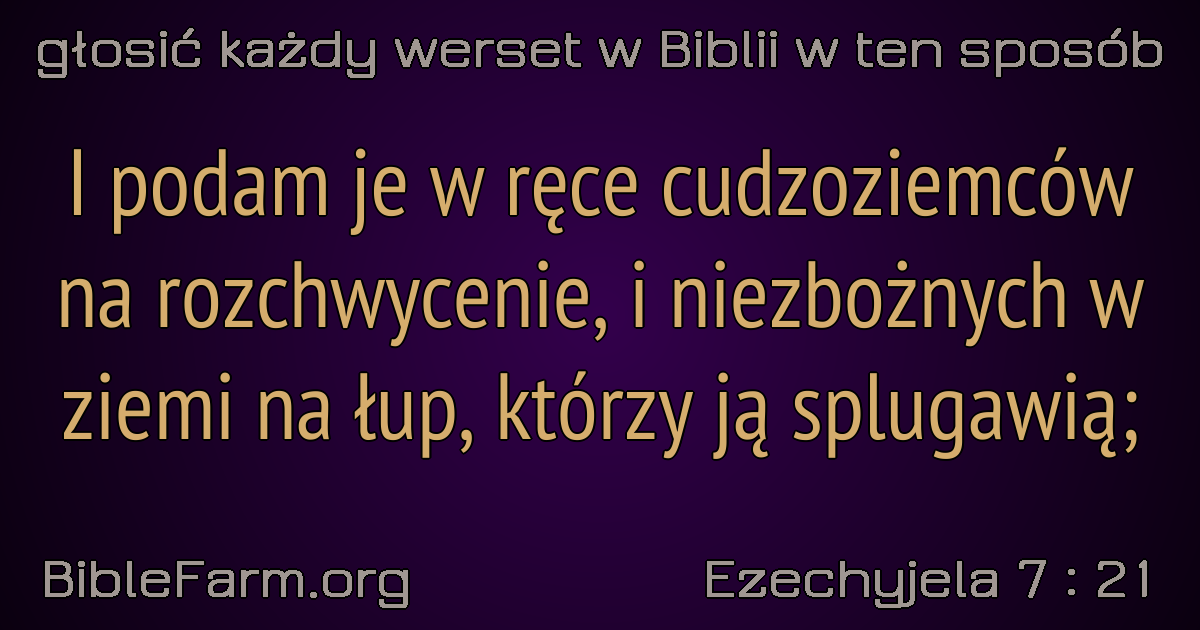 głosić każdy werset w Biblii w ten sposób
I podam je w ręce cudzoziemców
na rozchwycenie, i niezbożnych w
ziemi na łup, którzy ją splugawią;
BibleFarm.org
Ezechyjela 7 : 21